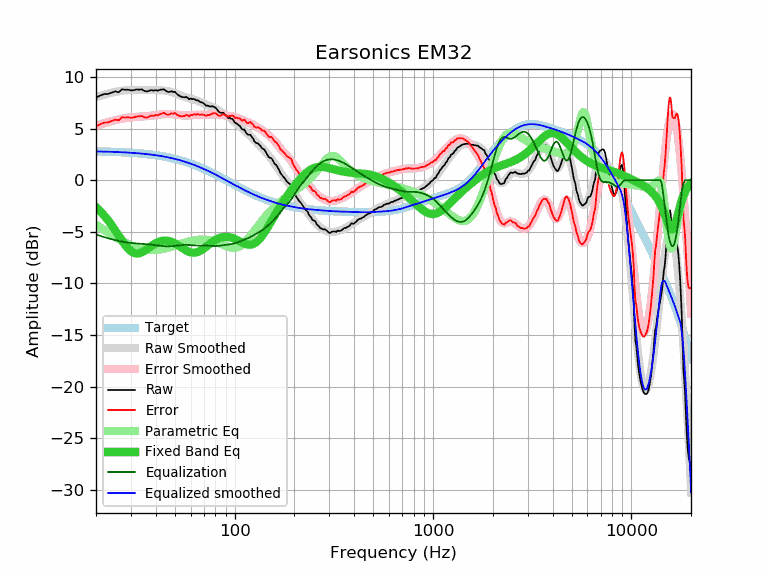 Earsonics EM32
10
5
0
−5
−10
−15
−20
−25
−30
Amplitude (dBr)
Target
Raw Smoothed
Error Smoothed
Raw
Error
Parametric Eq
Fixed Band Eq
Equalization
Equalized smoothed
100 1000 10000
Frequency (Hz)